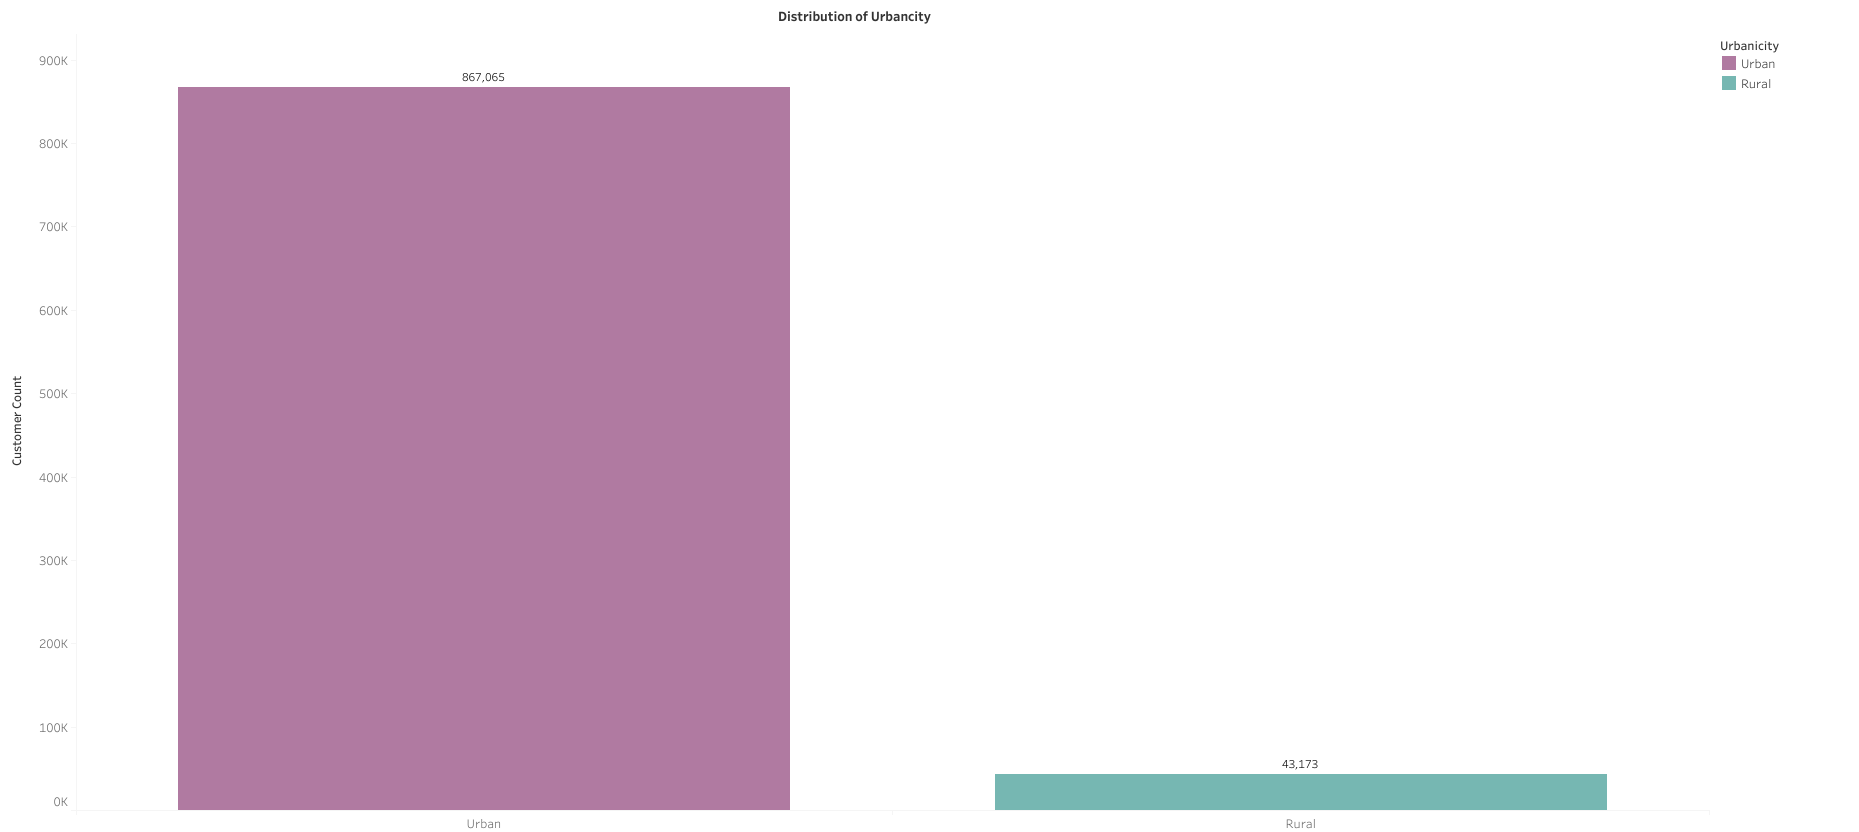 Distribution of Urbancity
Urbanicity
Urban
Rural
900K
800K
700K
600K
500K
400K
300K
200K
100K
0K
Customer Count
867,065
43,173
Urban
Rural